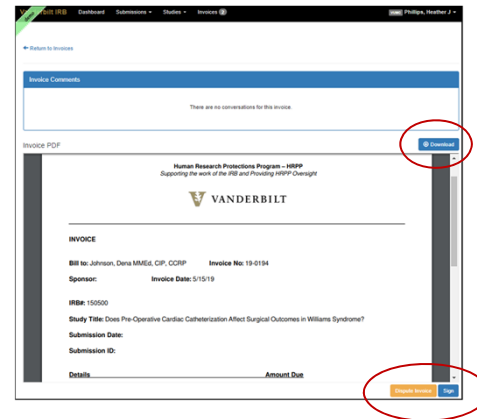 Vanderbilt IRB Dashboard Submissions Studies Invoices Phillips, Heather J
Return to Invoices
Invoice Comments
There are no conversations for this invoice.
Invoice PDF Download
Human Research Protections Program – HRPP
Supporting the work of the IRB and Providing HRPP Oversight
V VANDERBILT
INVOICE
Bill to: Johnson, Dena MMEd, CIP, CCRP Invoice No: 19-0194
Sponsor: Invoice Date: 5/15/19
IRB#: 150500
Study Title: Does Pre-Operative Cardiac Catheterization Affect Surgical Outcomes in Williams Syndrome?
Submission Date:
Submission ID:
Details Amount Due
Dispute Invoice Sign